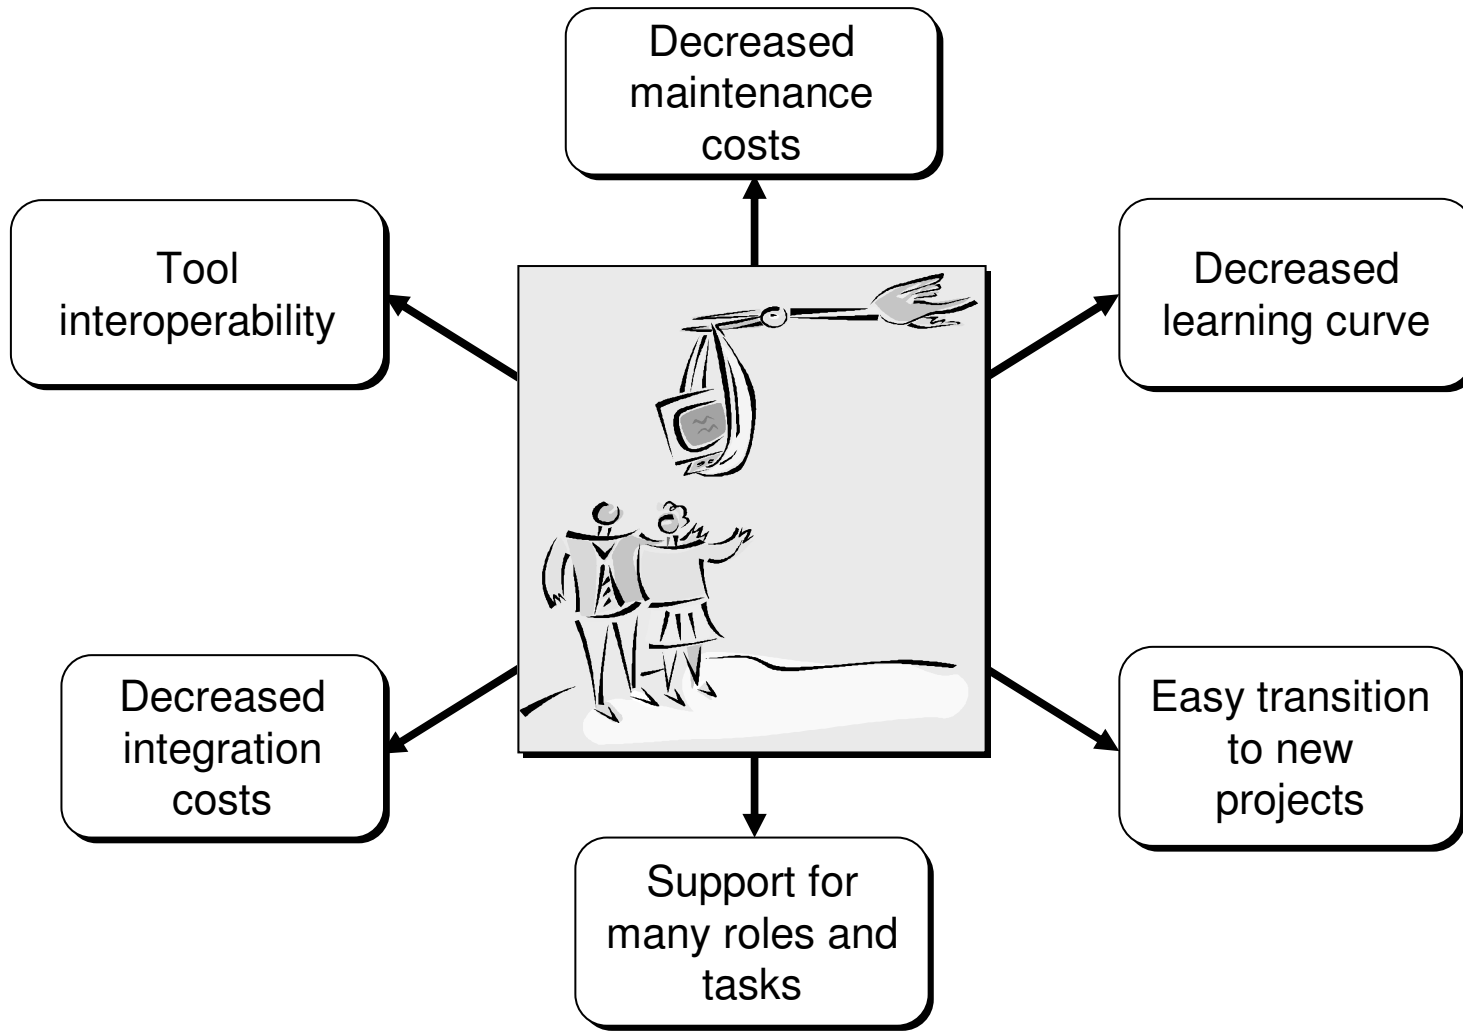 Decreased
maintenance
costs
Tool
interoperability
Decreased
learning curve
Decreased
integration
costs
Easy transition
to new
projects
Support for
many roles and
tasks